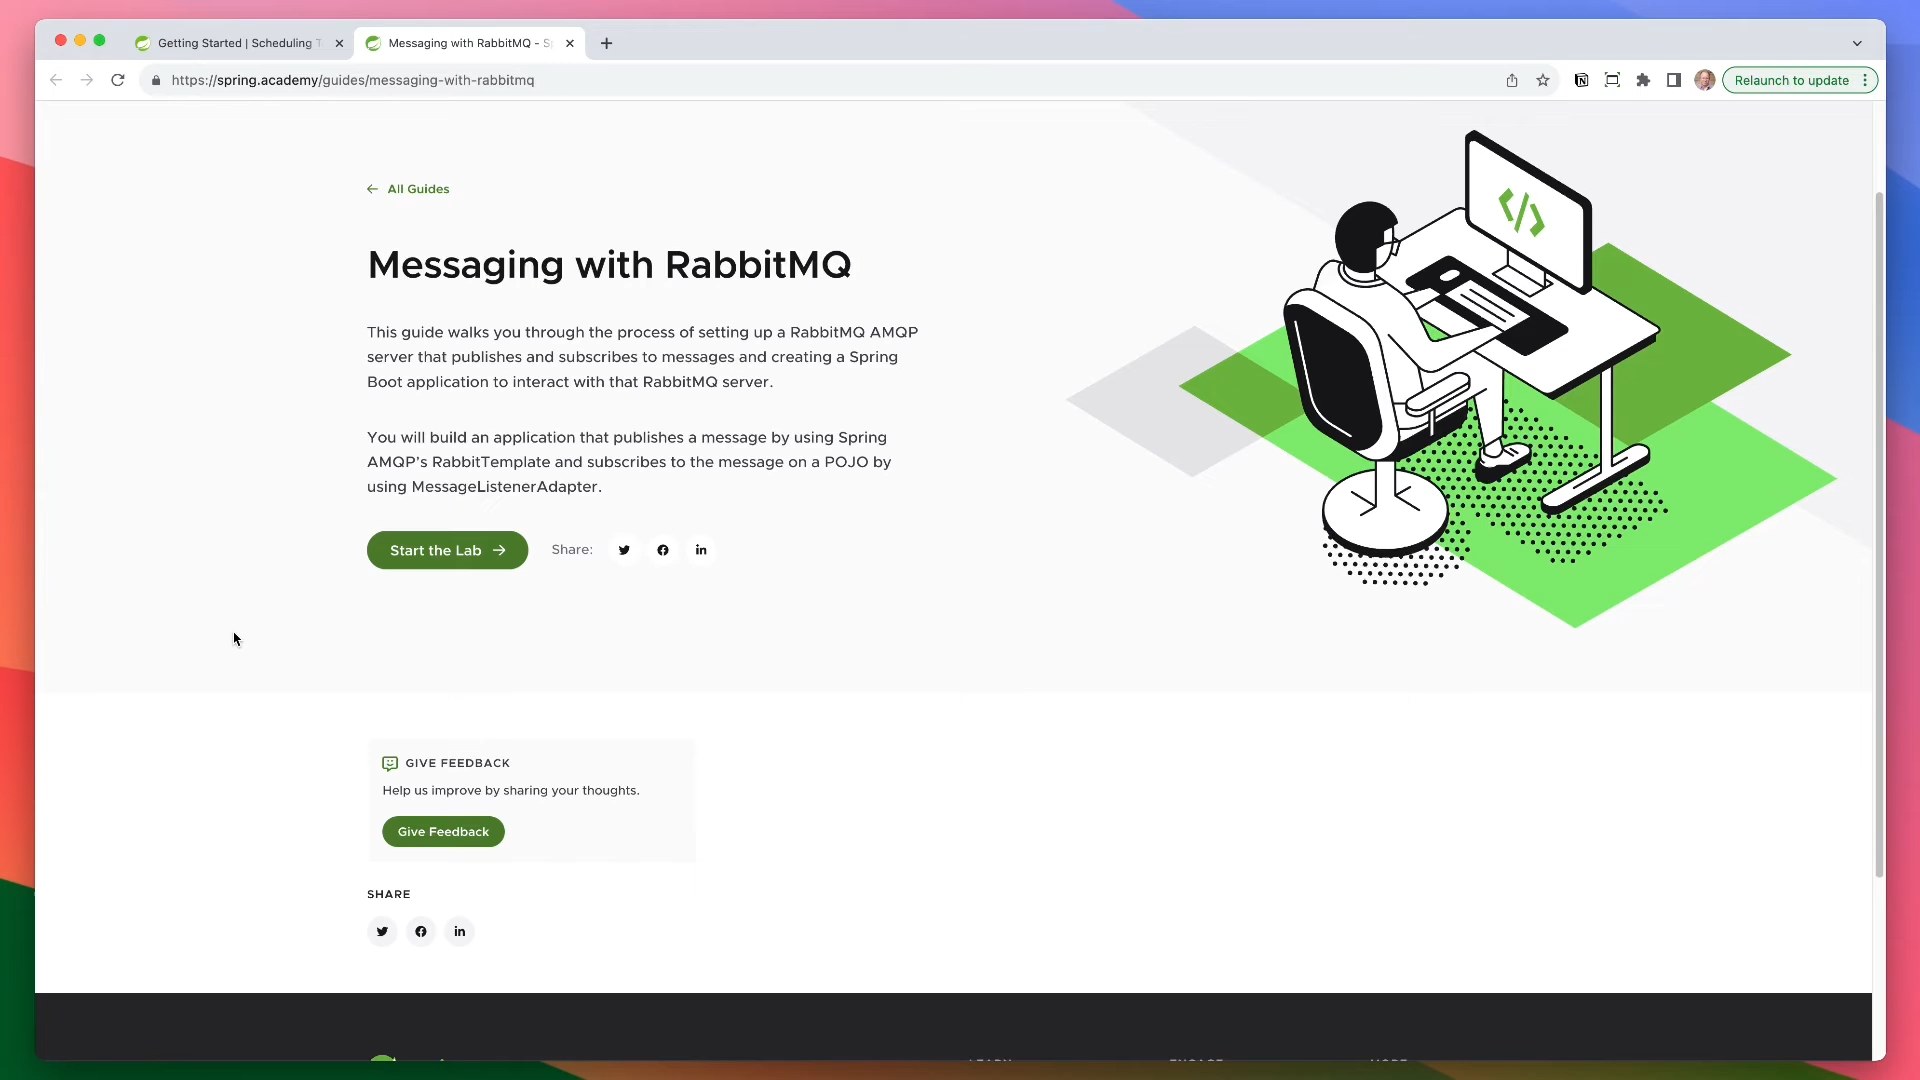 Getting Started | Scheduling T
Messaging with RabbitMQ - S
https://spring.academy/guides/messaging-with-rabbitmq
Relaunch to update
All Guides
Messaging with RabbitMQ
This guide walks you through the process of setting up a RabbitMQ AMQP
server that publishes and subscribes to messages and creating a Spring
Boot application to interact with that RabbitMQ server.
You will build an application that publishes a message by using Spring
AMQP’s RabbitTemplate and subscribes to the message on a POJO by
using MessageListenerAdapter.
Start the Lab
Share:
GIVE FEEDBACK
Help us improve by sharing your thoughts.
Give Feedback
SHARE